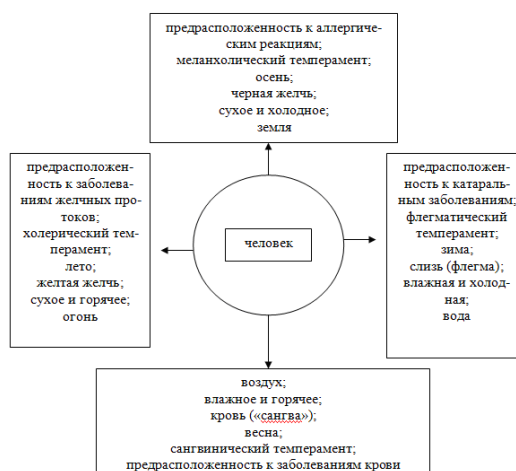 предрасположенность к аллергиче-
ским реакциям;
меланхолический темперамент;
осень;
черная желчь;
сухое и холодное;
земля
предрасположен-
ность к заболева-
ниям желчных про-
токов;
холерический тем-
перамент;
лето;
желтая желчь;
сухое и горячее;
огонь
человек
предрасположен-
ность к катараль-
ным заболеваниям;
флегматический
темперамент;
зима;
слизь (флегма);
влажная и холод-
ная;
вода
воздух;
влажное и горячее;
кровь («сангва»);
весна;
сангвинический темперамент;
предрасположенность к заболеваниям крови